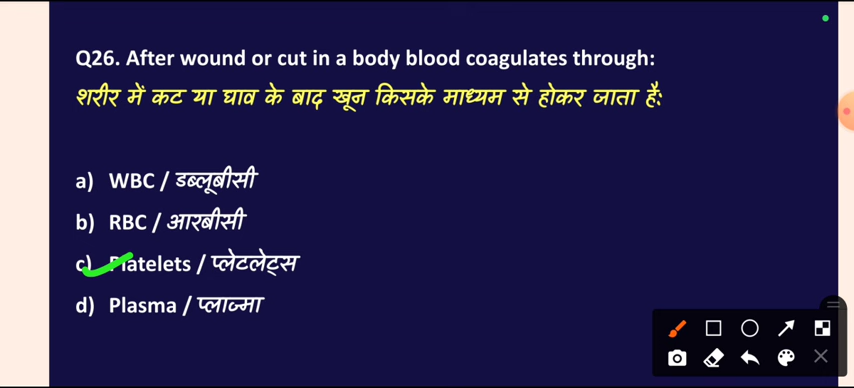 Q26. After wound or cut in a body blood coagulates through:
शरीर में कट या घाव के बाद खून किसके माध्यम से होकर जाता है:
a) WBC / डब्लूबीसी
b) RBC / आरबीसी
c) Platelets / प्लेटलेट्स
d) Plasma / प्लाज्मा